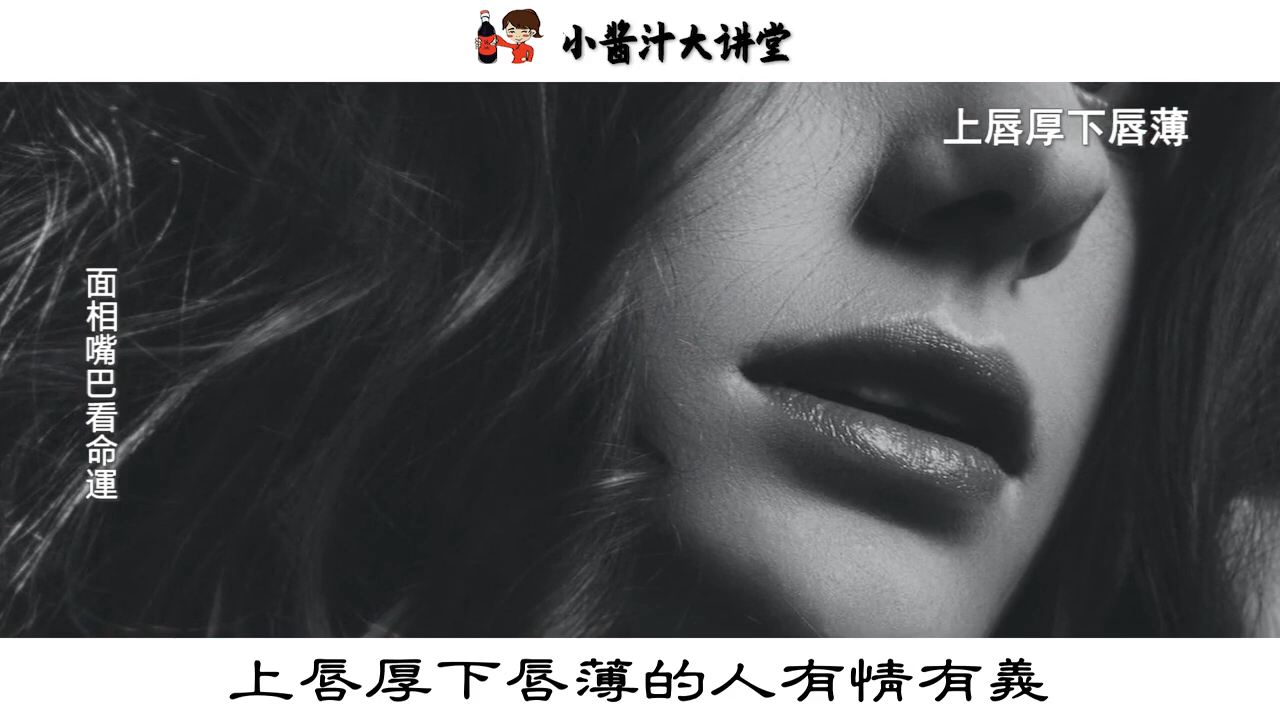 小酱汁大讲堂
上唇厚下唇薄
面相嘴巴看命運
上唇厚下唇薄的人有情有義